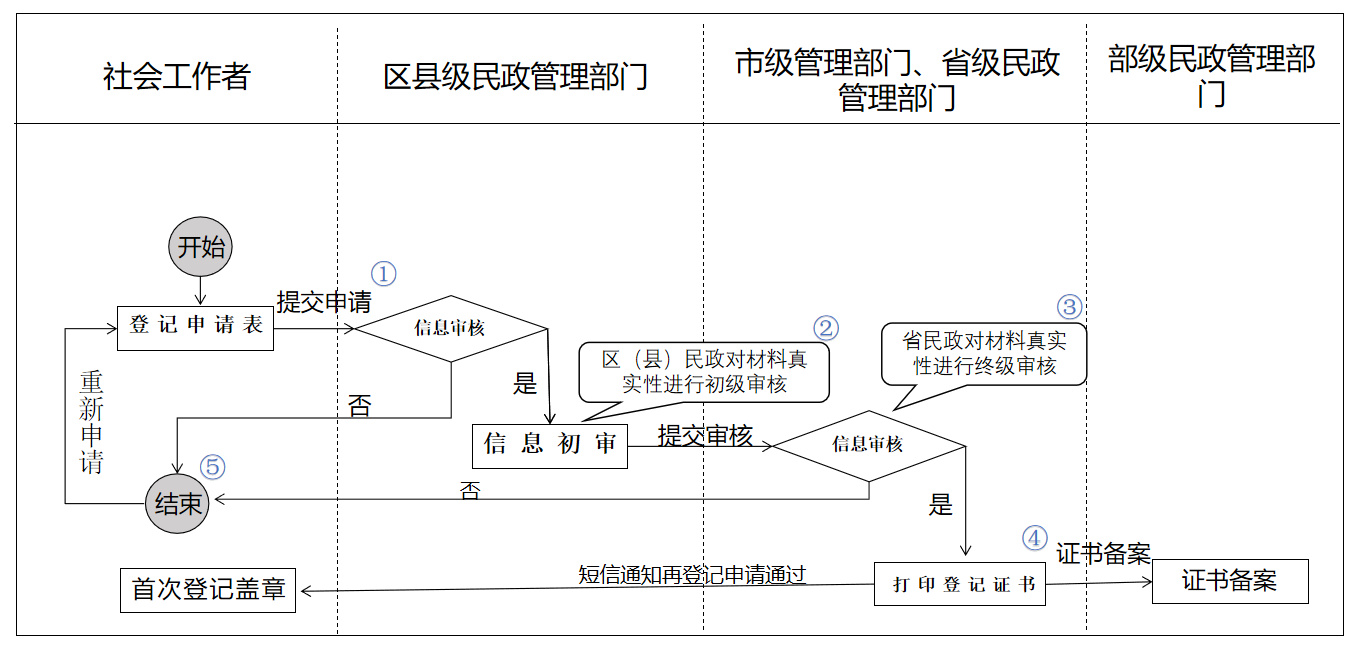 社会工作者
区县级民政管理部门
市级管理部门、省级民政
管理部门
部级民政管理部
门
开始
登记申请表
提交申请
①
信息审核
是
否
②
区（县）民政对材料真
实性进行初级审核
信息初审
提交审核
③
省民政对材料真实
性进行终级审核
信息审核
是
否
重新申请
⑤
结束
④
打印登记证书
证书备案
证书备案
短信通知再登记申请通过
首次登记盖章